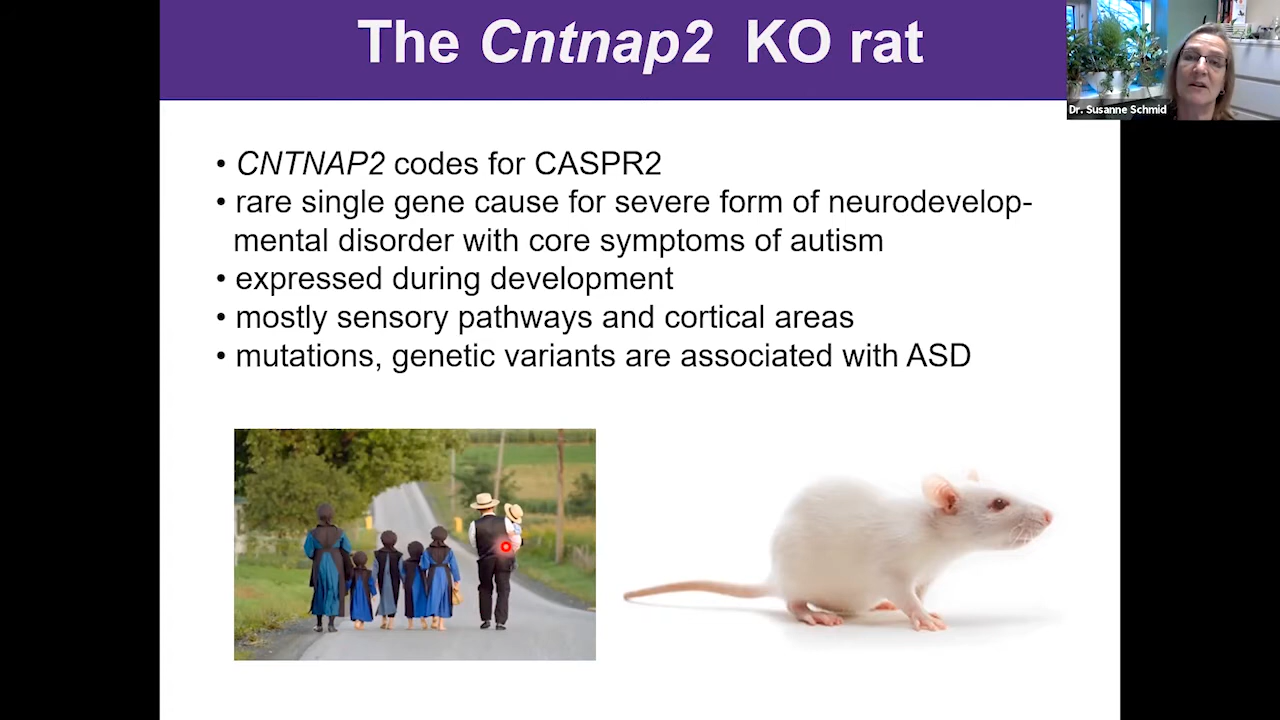 The Cntnap2 KO rat
Dr. Susanne Schmid
• CNTNAP2 codes for CASPR2
• rare single gene cause for severe form of neurodevelop-
mental disorder with core symptoms of autism
• expressed during development
• mostly sensory pathways and cortical areas
• mutations, genetic variants are associated with ASD